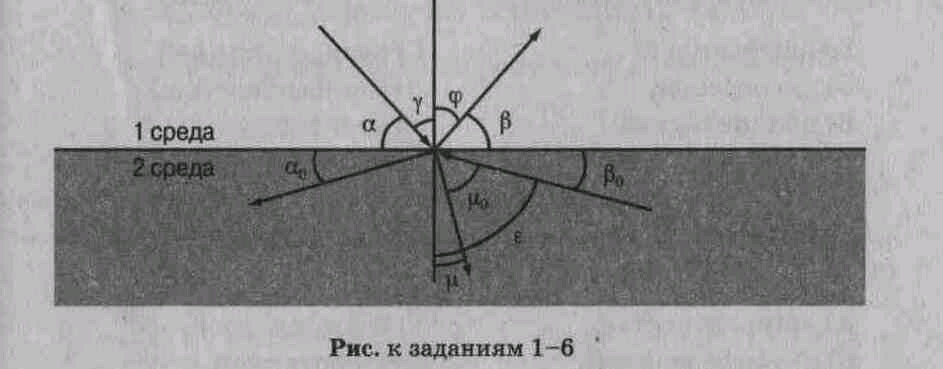 γ φ
α β
1 среда
2 среда
α₀ μ₀ β₀
ε
μ
Рис. к заданиям 1–6